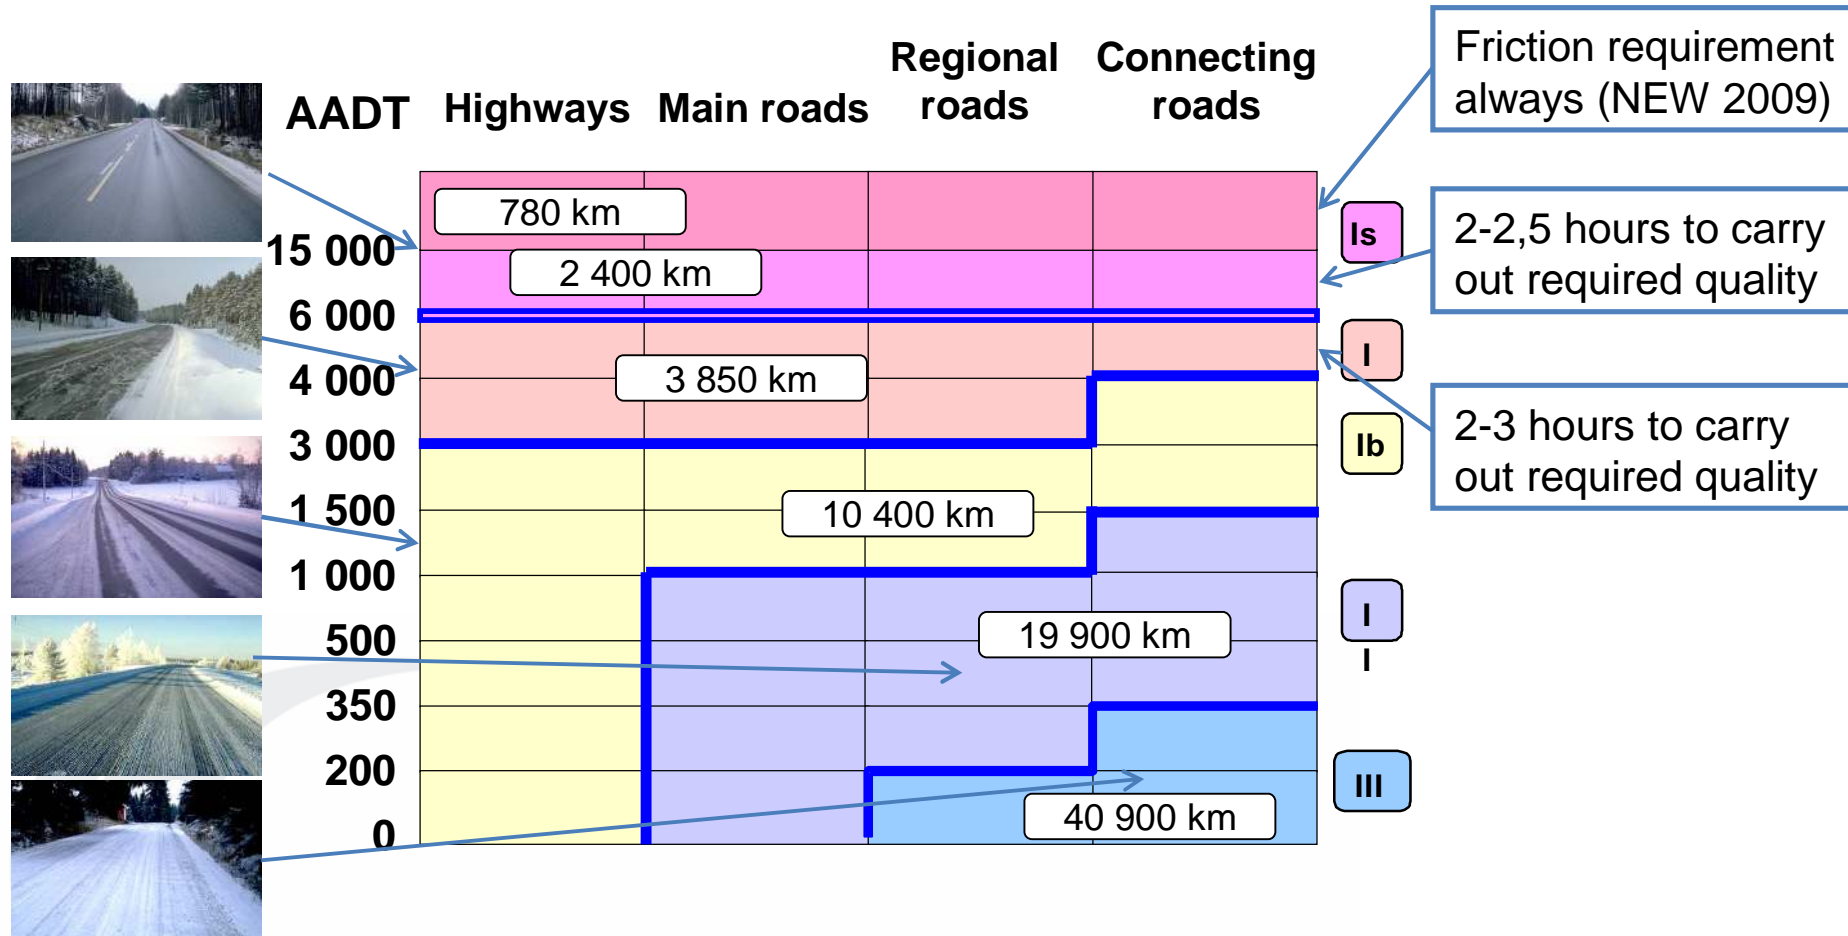 AADT
Highways
Main roads
Regional
roads
Connecting
roads
Friction requirement
always (NEW 2009)
780 km
Is
15 000
2 400 km
2-2,5 hours to carry
out required quality
6 000
I
4 000
3 850 km
2-3 hours to carry
out required quality
3 000
Ib
1 500
10 400 km
1 000
500
19 900 km
I
I
350
200
III
0
40 900 km